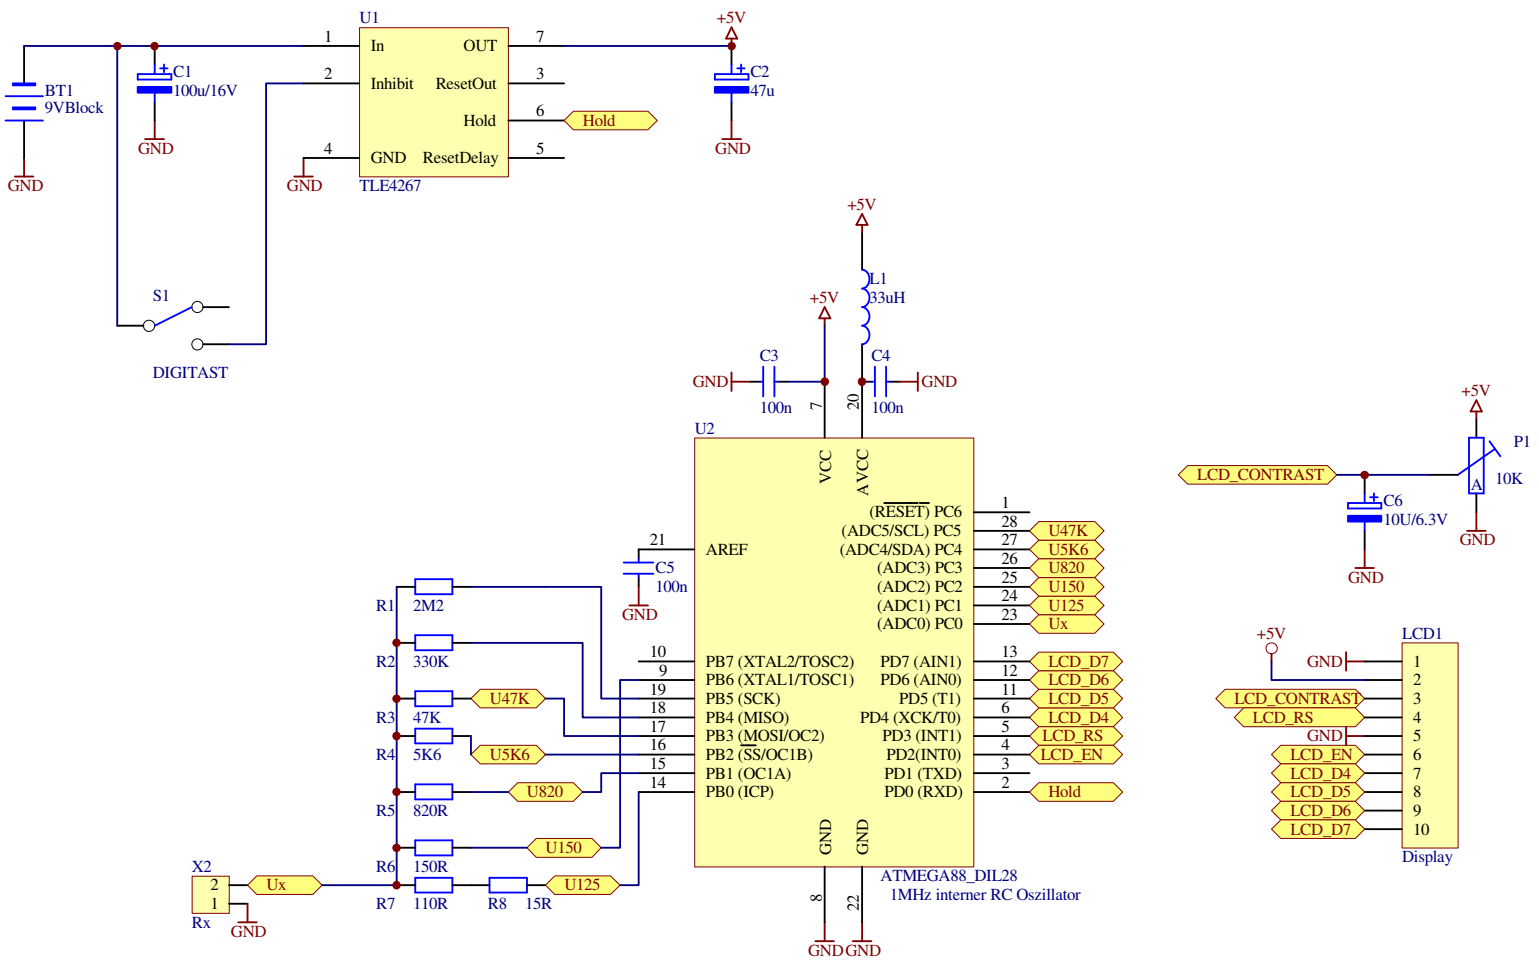 U1
+5V
1
In
OUT
7
2
Inhibit
ResetOut
3
Hold
6
Hold
4
GND
ResetDelay
5
TLE4267
BT1
9VBlock
GND
C1
100u/16V
GND
GND
C2
47u
GND
S1
DIGITAST
+5V
L1
33uH
+5V
C3
GND
100n
C4
GND
100n
7
20
U2
VCC
AVCC
(RESET) PC6
1
(ADC5/SCL) PC5
28
U47K
(ADC4/SDA) PC4
27
U5K6
(ADC3) PC3
26
U820
(ADC2) PC2
25
U150
(ADC1) PC1
24
U125
(ADC0) PC0
23
Ux
21
AREF
C5
100n
GND
10
PB7 (XTAL2/TOSC2)
PD7 (AIN1)
13
LCD_D7
9
PB6 (XTAL1/TOSC1)
PD6 (AIN0)
12
LCD_D6
19
PB5 (SCK)
PD5 (T1)
11
LCD_D5
18
PB4 (MISO)
PD4 (XCK/T0)
6
LCD_D4
17
PB3 (MOSI/OC2)
PD3 (INT1)
5
LCD_RS
16
PB2 (SS/OC1B)
PD2(INT0)
4
LCD_EN
15
PB1 (OC1A)
PD1 (TXD)
3
14
PB0 (ICP)
PD0 (RXD)
2
Hold
GND
GND
8
22
GND
GND
ATMEGA88_DIL28
1MHz interner RC Oszillator
R1
2M2
R2
330K
R3
47K
U47K
R4
5K6
U5K6
R5
820R
U820
R6
150R
U150
R7
110R
R8
15R
U125
X2
2
1
Rx
Ux
GND
+5V
P1
10K
A
GND
LCD_CONTRAST
C6
10U/6.3V
GND
+5V
LCD1
GND
1
2
LCD_CONTRAST
3
LCD_RS
4
GND
5
LCD_EN
6
LCD_D4
7
LCD_D5
8
LCD_D6
9
LCD_D7
10
Display